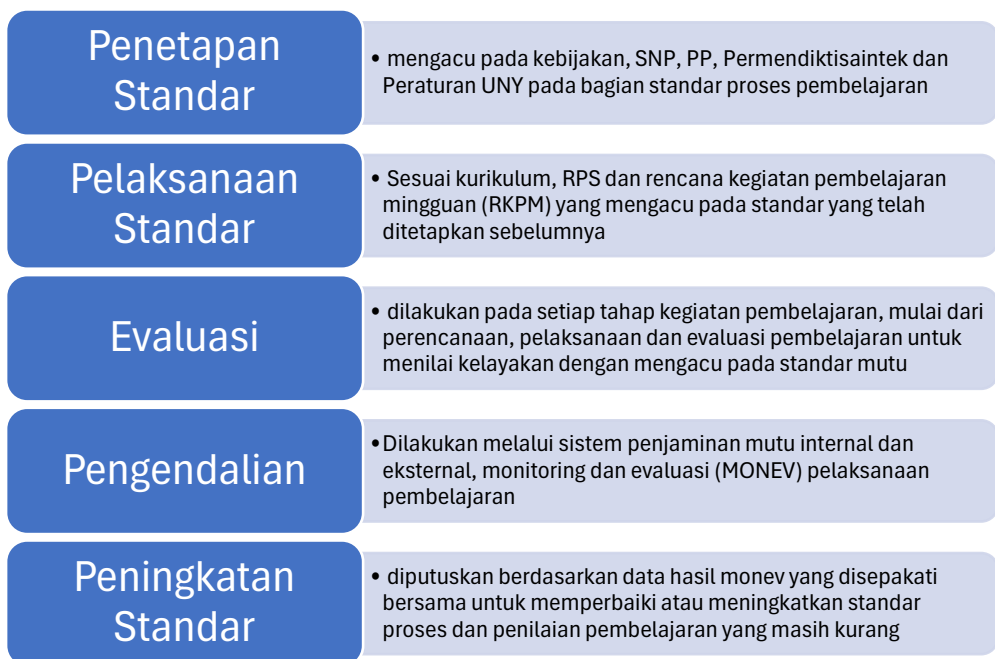 Penetapan
Standar
• mengacu pada kebijakan, SNP, PP, Permendiktisaintek dan
Peraturan UNY pada bagian standar proses pembelajaran
Pelaksanaan
Standar
• Sesuai kurikulum, RPS dan rencana kegiatan pembelajaran
mingguan (RKPM) yang mengacu pada standar yang telah
ditetapkan sebelumnya
Evaluasi
• dilakukan pada setiap tahap kegiatan pembelajaran, mulai dari
perencanaan, pelaksanaan dan evaluasi pembelajaran untuk
menilai kelayakan dengan mengacu pada standar mutu
Pengendalian
•Dilakukan melalui sistem penjaminan mutu internal dan
eksternal, monitoring dan evaluasi (MONEV) pelaksanaan
pembelajaran
Peningkatan
Standar
• diputuskan berdasarkan data hasil monev yang disepakati
bersama untuk memperbaiki atau meningkatkan standar
proses dan penilaian pembelajaran yang masih kurang